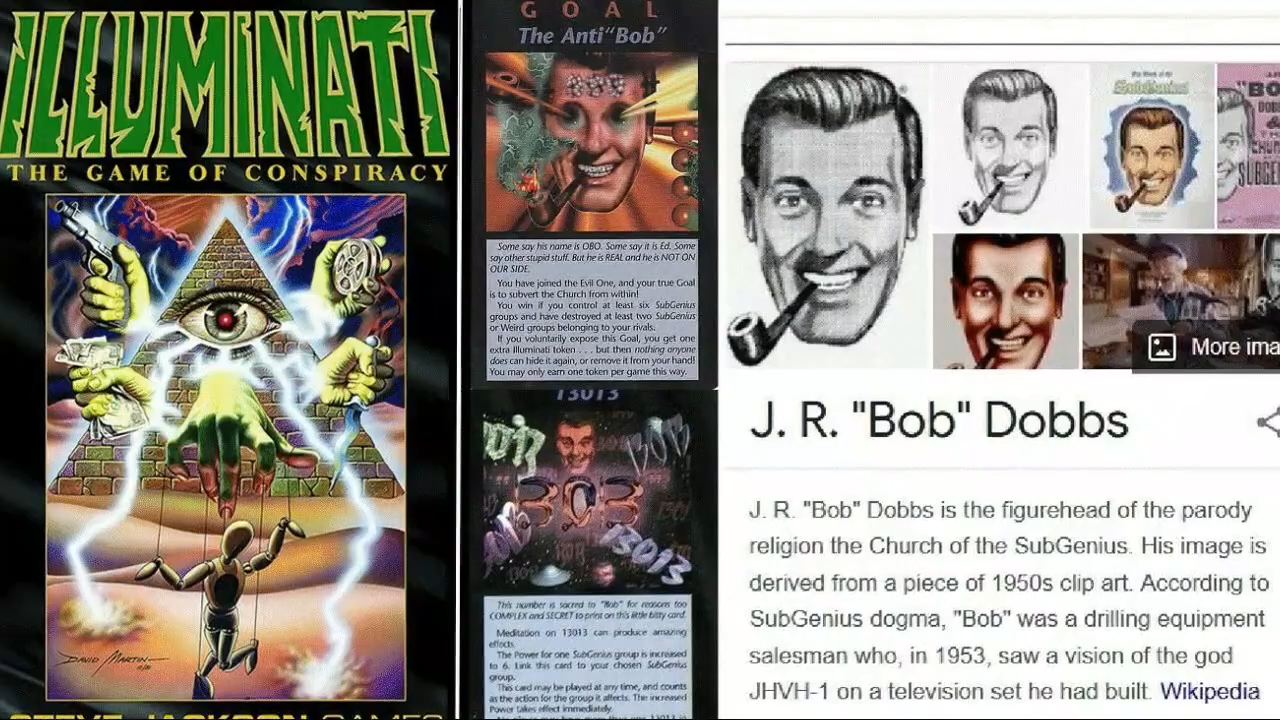 ILLUMINATI
THE GAME OF CONSPIRACY
DAVID MARTIN
STEVE JACKSON GAMES
GOAL
The Anti"Bob"
Some say his name is OBO. Some say it is Ed. Some
say other stupid stuff. But he is REAL and he is NOT ON
OUR SIDE.
You have joined the Evil One, and your true Goal
is to subvert the Church from within!
You win if you control at least six SubGenius
groups and have destroyed at least two SubGenius
or Weird groups belonging to your rivals.
If you voluntarily expose this Goal, you get one
extra Illuminati token . . . but then nothing anyone
does can hide it again, or remove it from your hand!
You may only earn one token per game this way.
13013
13013
This number is sacred to "Bob" for reasons too
COMPLEX and SECRET to print on this little bitty card.
Meditation on 13013 can produce amazing
effects.
The Power for one SubGenius group is increased
to 6. Link this card to your chosen SubGenius
group.
This card may be played at any time, and counts
as the action for the group it affects. The increased
Power takes effect immediately.
SubGenius
"BO
DOB
&
TH
CHUR
SUBGEN
More ima
J. R. "Bob" Dobbs
J. R. "Bob" Dobbs is the figurehead of the parody
religion the Church of the SubGenius. His image is
derived from a piece of 1950s clip art. According to
SubGenius dogma, "Bob" was a drilling equipment
salesman who, in 1953, saw a vision of the god
JHVH-1 on a television set he had built. Wikipedia